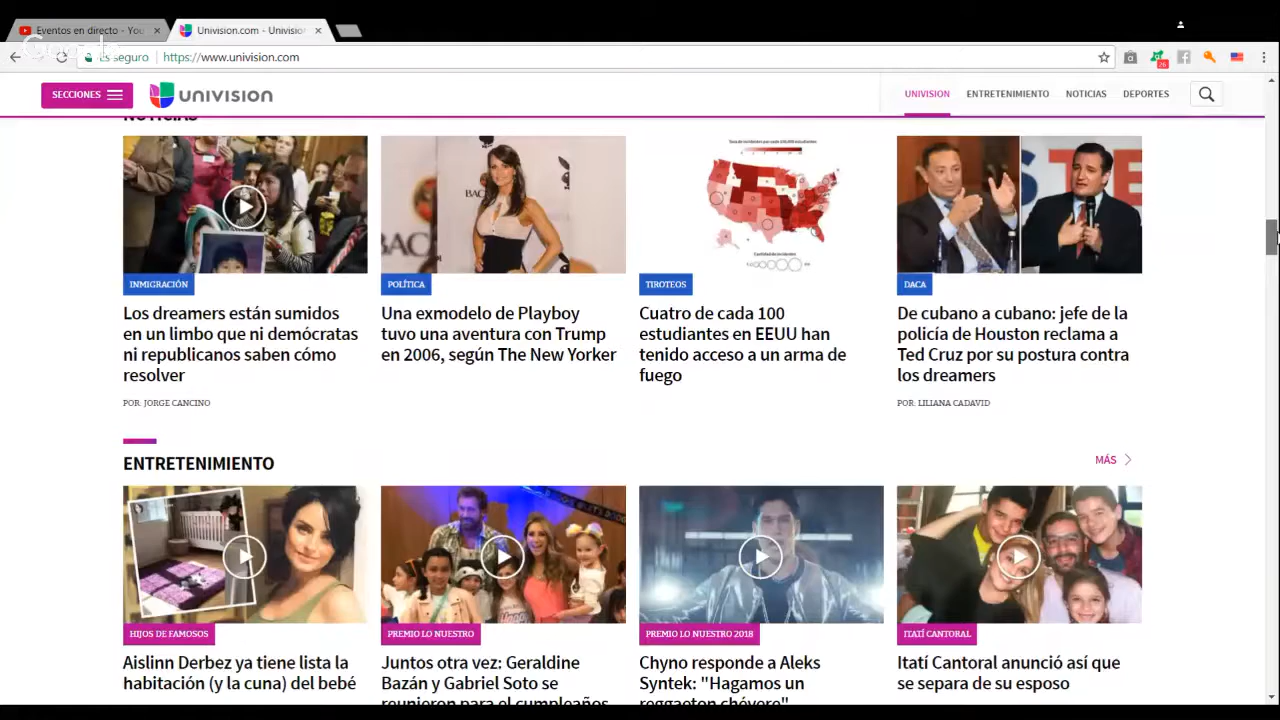 Eventos en directo - You
Univision.com - Univisio
Es seguro
https://www.univision.com
26
SECCIONES
UNIVISION
UNIVISION
ENTRETENIMIENTO
NOTICIAS
DEPORTES
NOTICIAS
INMIGRACIÓN
POLÍTICA
TIROTEOS
DACA
Los dreamers están sumidos
en un limbo que ni demócratas
ni republicanos saben cómo
resolver
POR: JORGE CANCINO
Una exmodelo de Playboy
tuvo una aventura con Trump
en 2006, según The New Yorker
Cuatro de cada 100
estudiantes en EEUU han
tenido acceso a un arma de
fuego
De cubano a cubano: jefe de la
policía de Houston reclama a
Ted Cruz por su postura contra
los dreamers
POR: LILIANA CADAVID
ENTRETENIMIENTO
MÁS
HIJOS DE FAMOSOS
PREMIO LO NUESTRO
PREMIO LO NUESTRO 2018
ITATÍ CANTORAL
Aislinn Derbez ya tiene lista la
habitación (y la cuna) del bebé
Juntos otra vez: Geraldine
Bazán y Gabriel Soto se
reunieron para el cumpleaños
Chyno responde a Aleks
Syntek: "Hagamos un
reggaeton chévere"
Itatí Cantoral anunció así que
se separa de su esposo